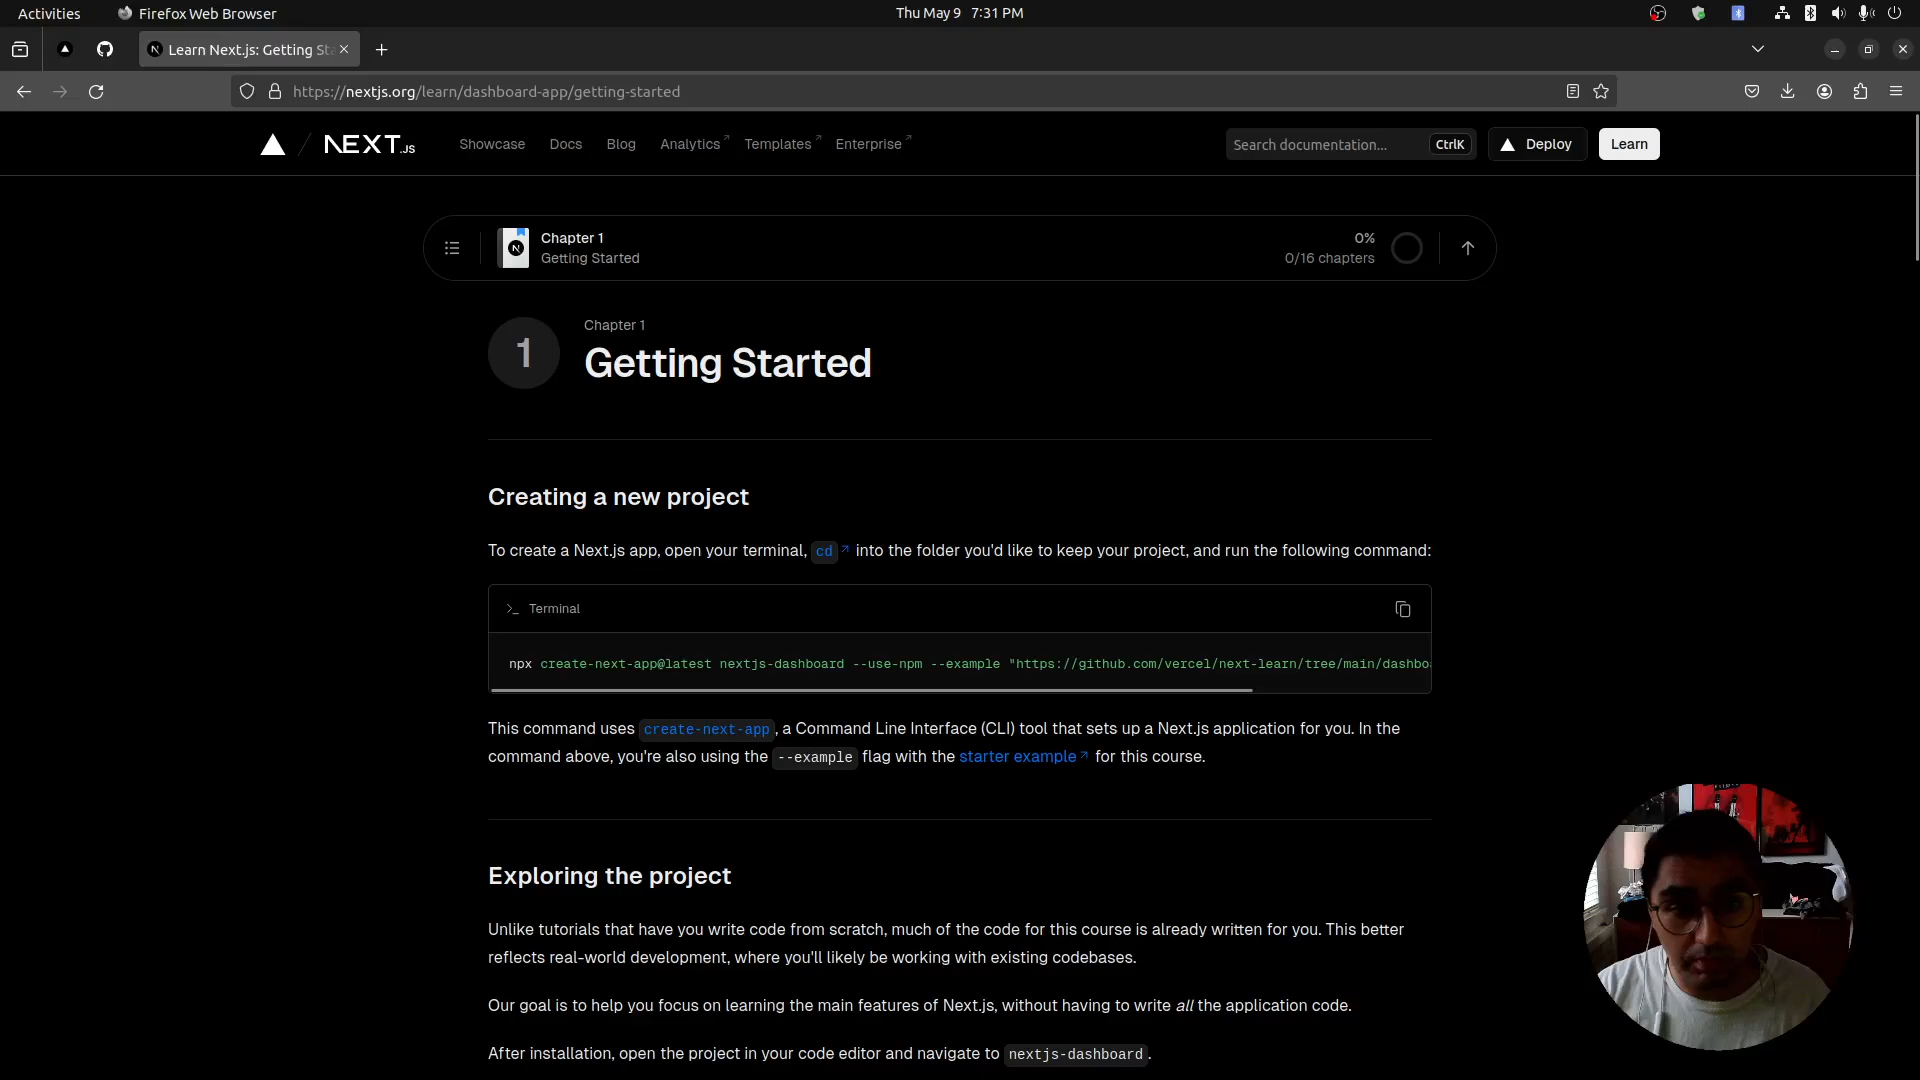 Activities
Firefox Web Browser
Thu May 9 7:31 PM
Learn Next.js: Getting Sta
https://nextjs.org/learn/dashboard-app/getting-started
NEXT.JS
Showcase
Docs
Blog
Analytics
Templates
Enterprise
Search documentation...
CtrlK
Deploy
Learn
Chapter 1
Getting Started
0%
0/16 chapters
1
Chapter 1
Getting Started
Creating a new project
To create a Next.js app, open your terminal, cd into the folder you'd like to keep your project, and run the following command:
>_ Terminal
npx create-next-app@latest nextjs-dashboard --use-npm --example "https://github.com/vercel/next-learn/tree/main/dashbo
This command uses create-next-app, a Command Line Interface (CLI) tool that sets up a Next.js application for you. In the
command above, you're also using the --example flag with the starter example for this course.
Exploring the project
Unlike tutorials that have you write code from scratch, much of the code for this course is already written for you. This better
reflects real-world development, where you'll likely be working with existing codebases.
Our goal is to help you focus on learning the main features of Next.js, without having to write all the application code.
After installation, open the project in your code editor and navigate to nextjs-dashboard.